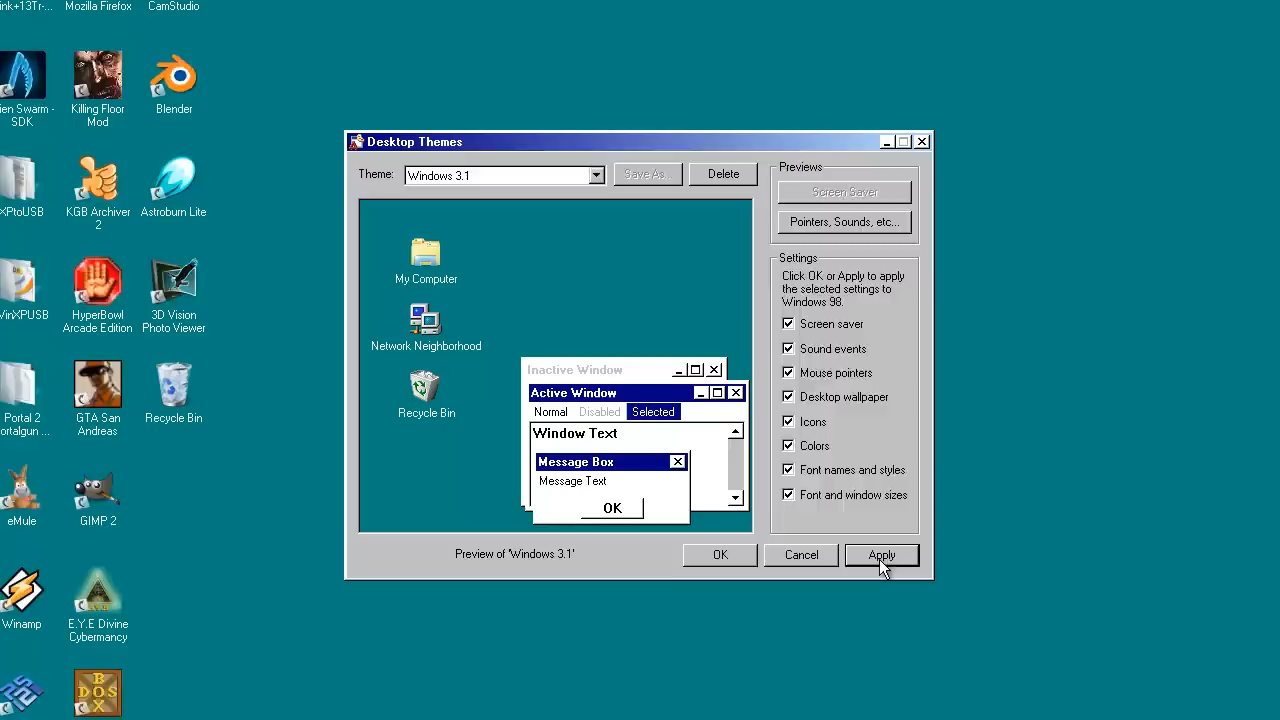 ink+13Tr-...
Mozilla Firefox
CamStudio
ien Swarm -
SDK
Killing Floor
Mod
Blender
XPtoUSB
KGB Archiver
2
Astroburn Lite
WinXPUSB
HyperBowl
Arcade Edition
3D Vision
Photo Viewer
Portal 2
ortalgun ...
GTA San
Andreas
Recycle Bin
eMule
GIMP 2
Winamp
E.Y.E Divine
Cybermancy
DOS
BOX
Desktop Themes
Theme:
Windows 3.1
Save As...
Delete
Previews
Screen Saver
Pointers, Sounds, etc...
My Computer
Network Neighborhood
Recycle Bin
Inactive Window
Active Window
Normal Disabled Selected
Window Text
Message Box
Message Text
OK
Settings
Click OK or Apply to apply
the selected settings to
Windows 98.
Screen saver
Sound events
Mouse pointers
Desktop wallpaper
Icons
Colors
Font names and styles
Font and window sizes
Preview of 'Windows 3.1'
OK
Cancel
Apply